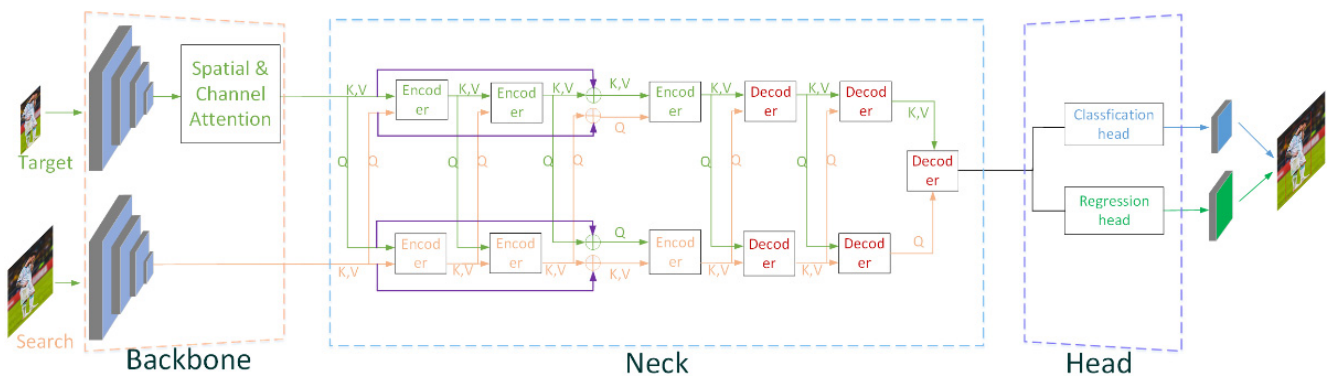 Target
Search
Spatial &
Channel
Attention
Backbone
K,V
Encod
er
K,V
Encod
er
K,V
K,V
Q
Encod
er
K,V
Decod
er
K,V
Decod
er
K,V
Q
Q
Q
Q
Q
Q
Q
Q
Q
Q
Decod
er
K,V
Encod
er
K,V
Encod
er
K,V
Q
K,V
Encod
er
K,V
Decod
er
K,V
Decod
er
Q
Neck
Classfication
head
Regression
head
Head